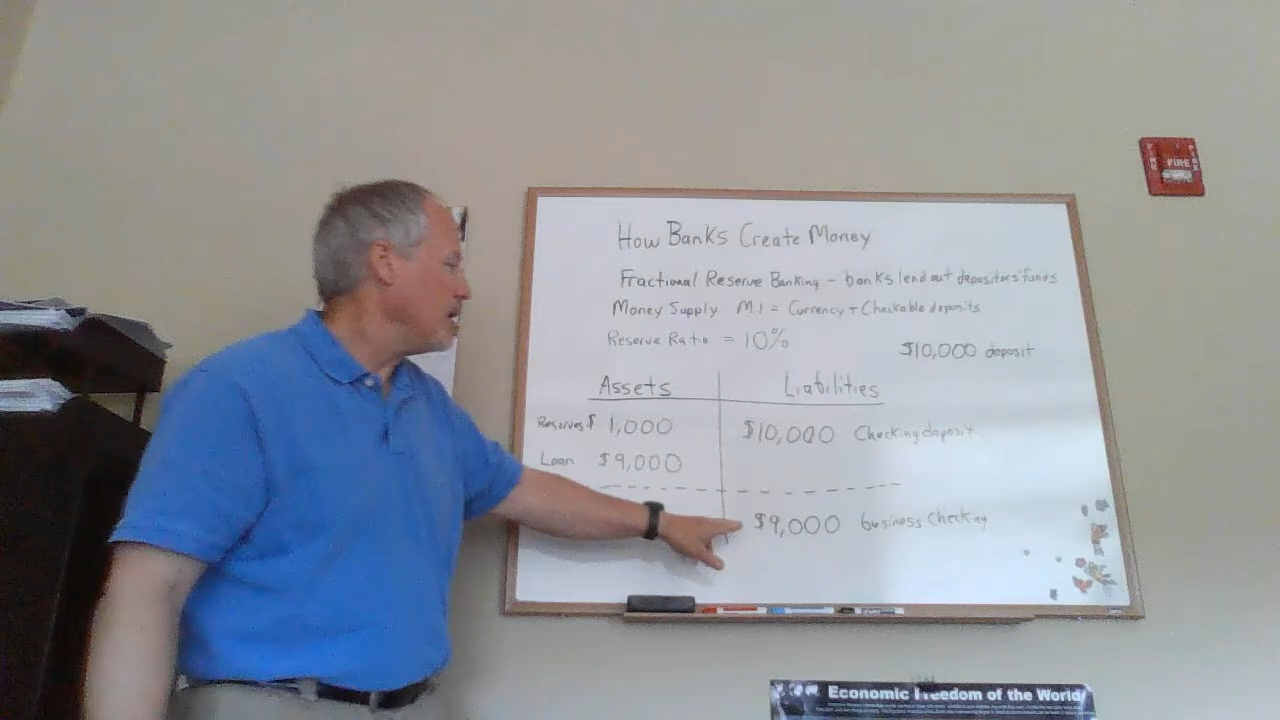 How Banks Create Money
Fractional Reserve Banking - banks lend out depositors' funds
Money Supply M1 = Currency + Checkable deposits
Reserve Ratio = 10%
$10,000 deposit
Assets Liabilities
Reserves $ 1,000 $10,000 Checking deposit
Loan $9,000
$9,000 business Checking
FIRE
Economic Freedom of the World